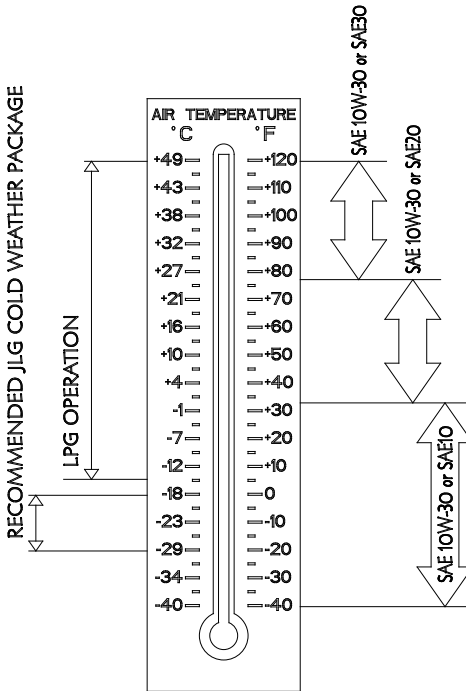 RECOMMENDED JLG COLD WEATHER PACKAGE
LPG OPERATION
AIR TEMPERATURE
°C °F
+49 +120
+43 +110
+38 +100
+32 +90
+27 +80
+21 +70
+16 +60
+10 +50
+4 +40
-1 +30
-7 +20
-12 +10
-18 0
-23 -10
-29 -20
-34 -30
-40 -40
SAE 10W-30 or SAE30
SAE 10W-30 or SAE20
SAE 10W-30 or SAE10